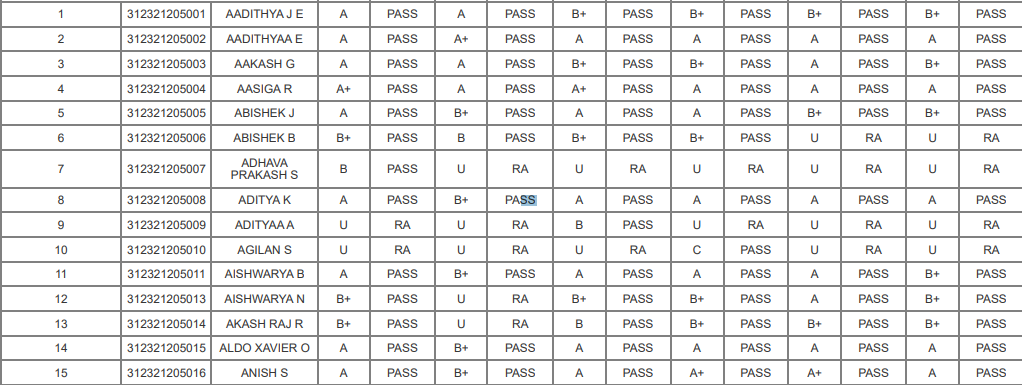 1 312321205001 AADITHYA J E A PASS A PASS B+ PASS B+ PASS B+ PASS B+ PASS
2 312321205002 AADITHYAA E A PASS A+ PASS A PASS A PASS A PASS A PASS
3 312321205003 AAKASH G A PASS A PASS B+ PASS B+ PASS A PASS B+ PASS
4 312321205004 AASIGA R A+ PASS A PASS A+ PASS A PASS A PASS A PASS
5 312321205005 ABISHEK J A PASS B+ PASS A PASS A PASS B+ PASS B+ PASS
6 312321205006 ABISHEK B B+ PASS B PASS B+ PASS B+ PASS U RA U RA
7 312321205007 ADHAVA PRAKASH S B PASS U RA U RA U RA U RA U RA
8 312321205008 ADITYA K A PASS B+ PASS A PASS A PASS A PASS A PASS
9 312321205009 ADITYAA A U RA U RA B PASS U RA U RA U RA
10 312321205010 AGILAN S U RA U RA U RA C PASS U RA U RA
11 312321205011 AISHWARYA B A PASS B+ PASS A PASS A PASS A PASS B+ PASS
12 312321205013 AISHWARYA N B+ PASS U RA B+ PASS B+ PASS A PASS B+ PASS
13 312321205014 AKASH RAJ R B+ PASS U RA B PASS B+ PASS B+ PASS B+ PASS
14 312321205015 ALDO XAVIER O A PASS B+ PASS A PASS A PASS A PASS A PASS
15 312321205016 ANISH S A PASS B+ PASS A PASS A+ PASS A+ PASS A PASS